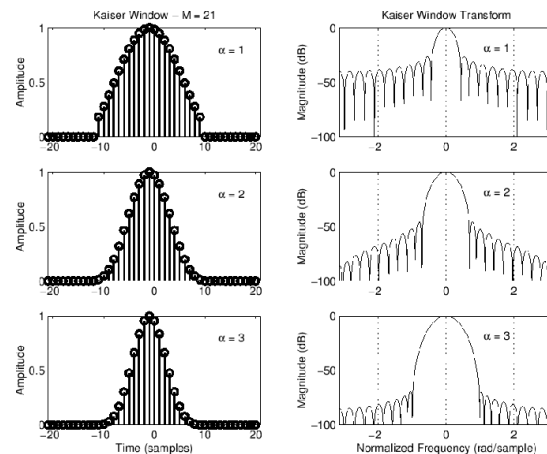 Kaiser Window – M = 21
Amplitude
1
0.5
0
−20
−10
0
10
20
α = 1
Kaiser Window Transform
Magnitude (dB)
0
−50
−100
−2
0
2
α = 1
Amplitude
1
0.5
0
−20
−10
0
10
20
α = 2
Magnitude (dB)
0
−50
−100
−2
0
2
α = 2
Amplitude
1
0.5
0
−20
−10
0
10
20
α = 3
Time (samples)
Magnitude (dB)
0
−50
−100
−2
0
2
α = 3
Normalized Frequency (rad/sample)